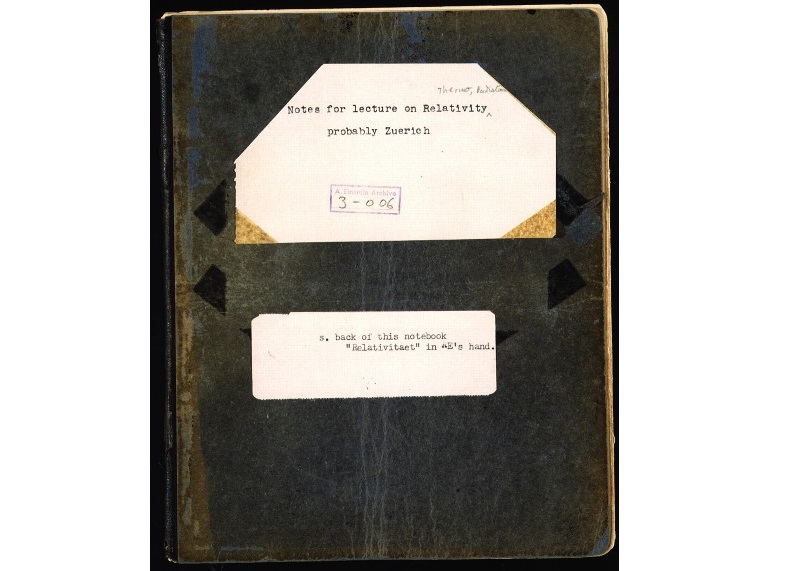 Thermo, Radiation
Notes for lecture on Relativity
probably Zuerich
A. Einstein Archive
3-006
s. back of this notebook
"Relativitaet" in AE's hand.